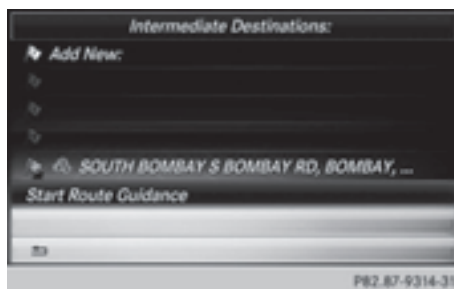 Intermediate Destinations:
Add New:
SOUTH BOMBAY S BOMBAY RD, BOMBAY, ...
Start Route Guidance
P82.87-9314-31